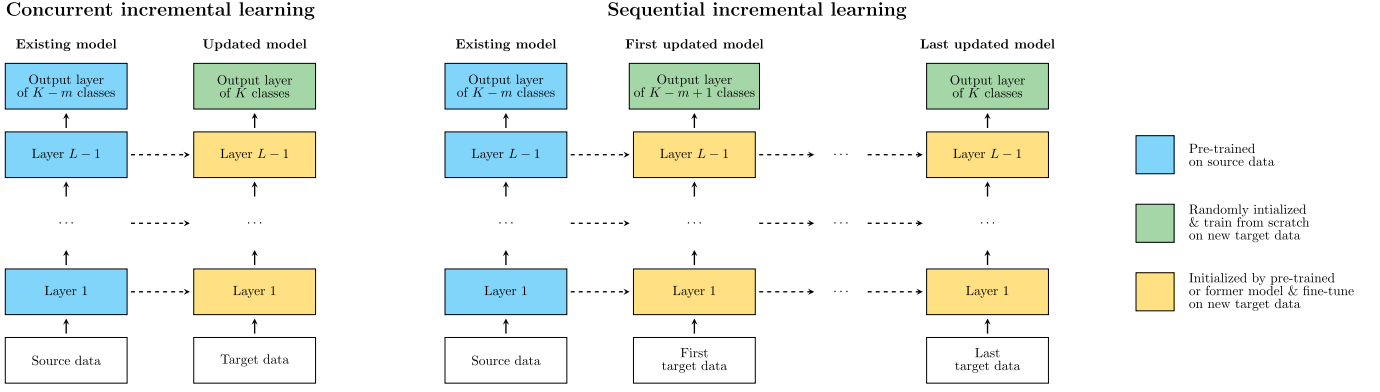 Concurrent incremental learning
Existing model
Updated model
Output layer
of K − m classes
Output layer
of K classes
Layer L − 1
Layer L − 1
...
...
Layer 1
Layer 1
Source data
Target data
Sequential incremental learning
Existing model
First updated model
Last updated model
Output layer
of K − m classes
Output layer
of K − m + 1 classes
Output layer
of K classes
Layer L − 1
Layer L − 1
...
Layer L − 1
...
...
...
...
Layer 1
Layer 1
...
Layer 1
Source data
First
target data
Last
target data
Pre-trained
on source data
Randomly intialized
& train from scratch
on new target data
Initialized by pre-trained
or former model & fine-tune
on new target data